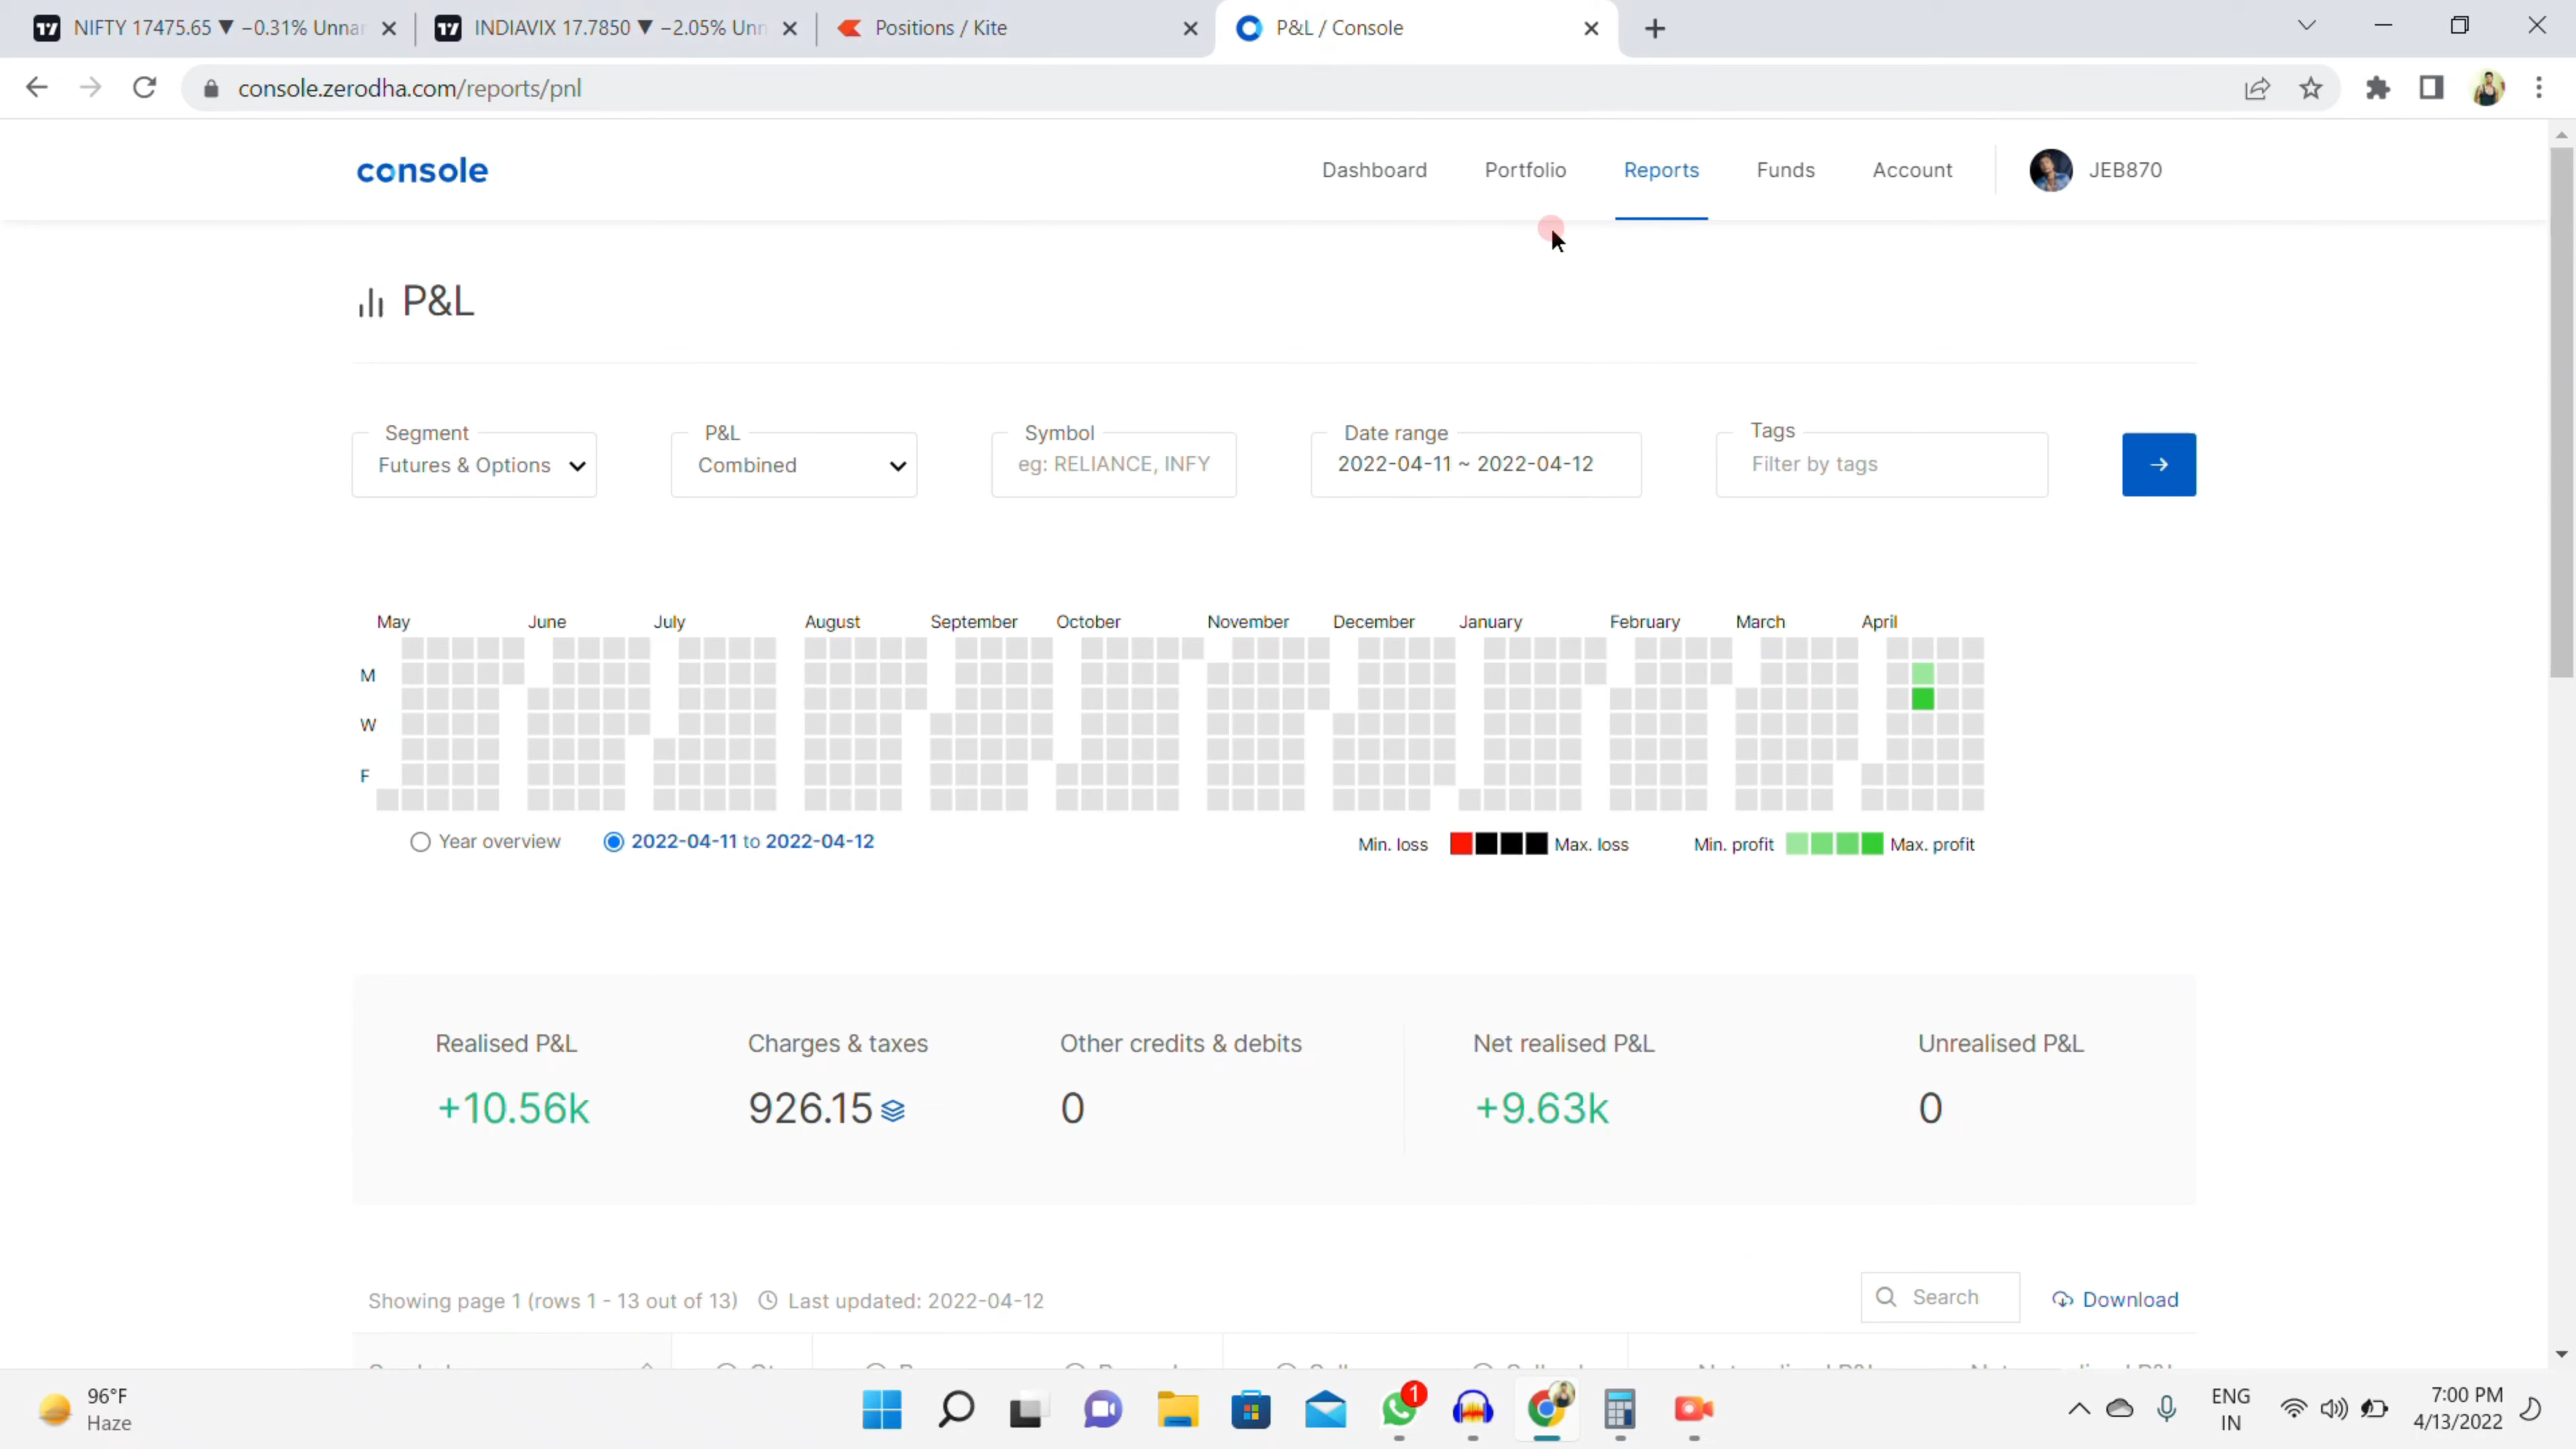 NIFTY 17475.65 ▼ −0.31% Unnar
INDIAVIX 17.7850 ▼ −2.05% Unn
Positions / Kite
P&L / Console
console.zerodha.com/reports/pnl
console
Dashboard
Portfolio
Reports
Funds
Account
JEB870
P&L
Segment
Futures & Options
P&L
Combined
Symbol
eg: RELIANCE, INFY
Date range
2022-04-11 ~ 2022-04-12
Tags
Filter by tags
May June July August September October November December January February March April
M
W
F
Year overview
2022-04-11 to 2022-04-12
Min. loss
Max. loss
Min. profit
Max. profit
Realised P&L
+10.56k
Charges & taxes
926.15
Other credits & debits
0
Net realised P&L
+9.63k
Unrealised P&L
0
Showing page 1 (rows 1 - 13 out of 13)
Last updated: 2022-04-12
Search
Download
96°F
Haze
1
ENG
IN
7:00 PM
4/13/2022